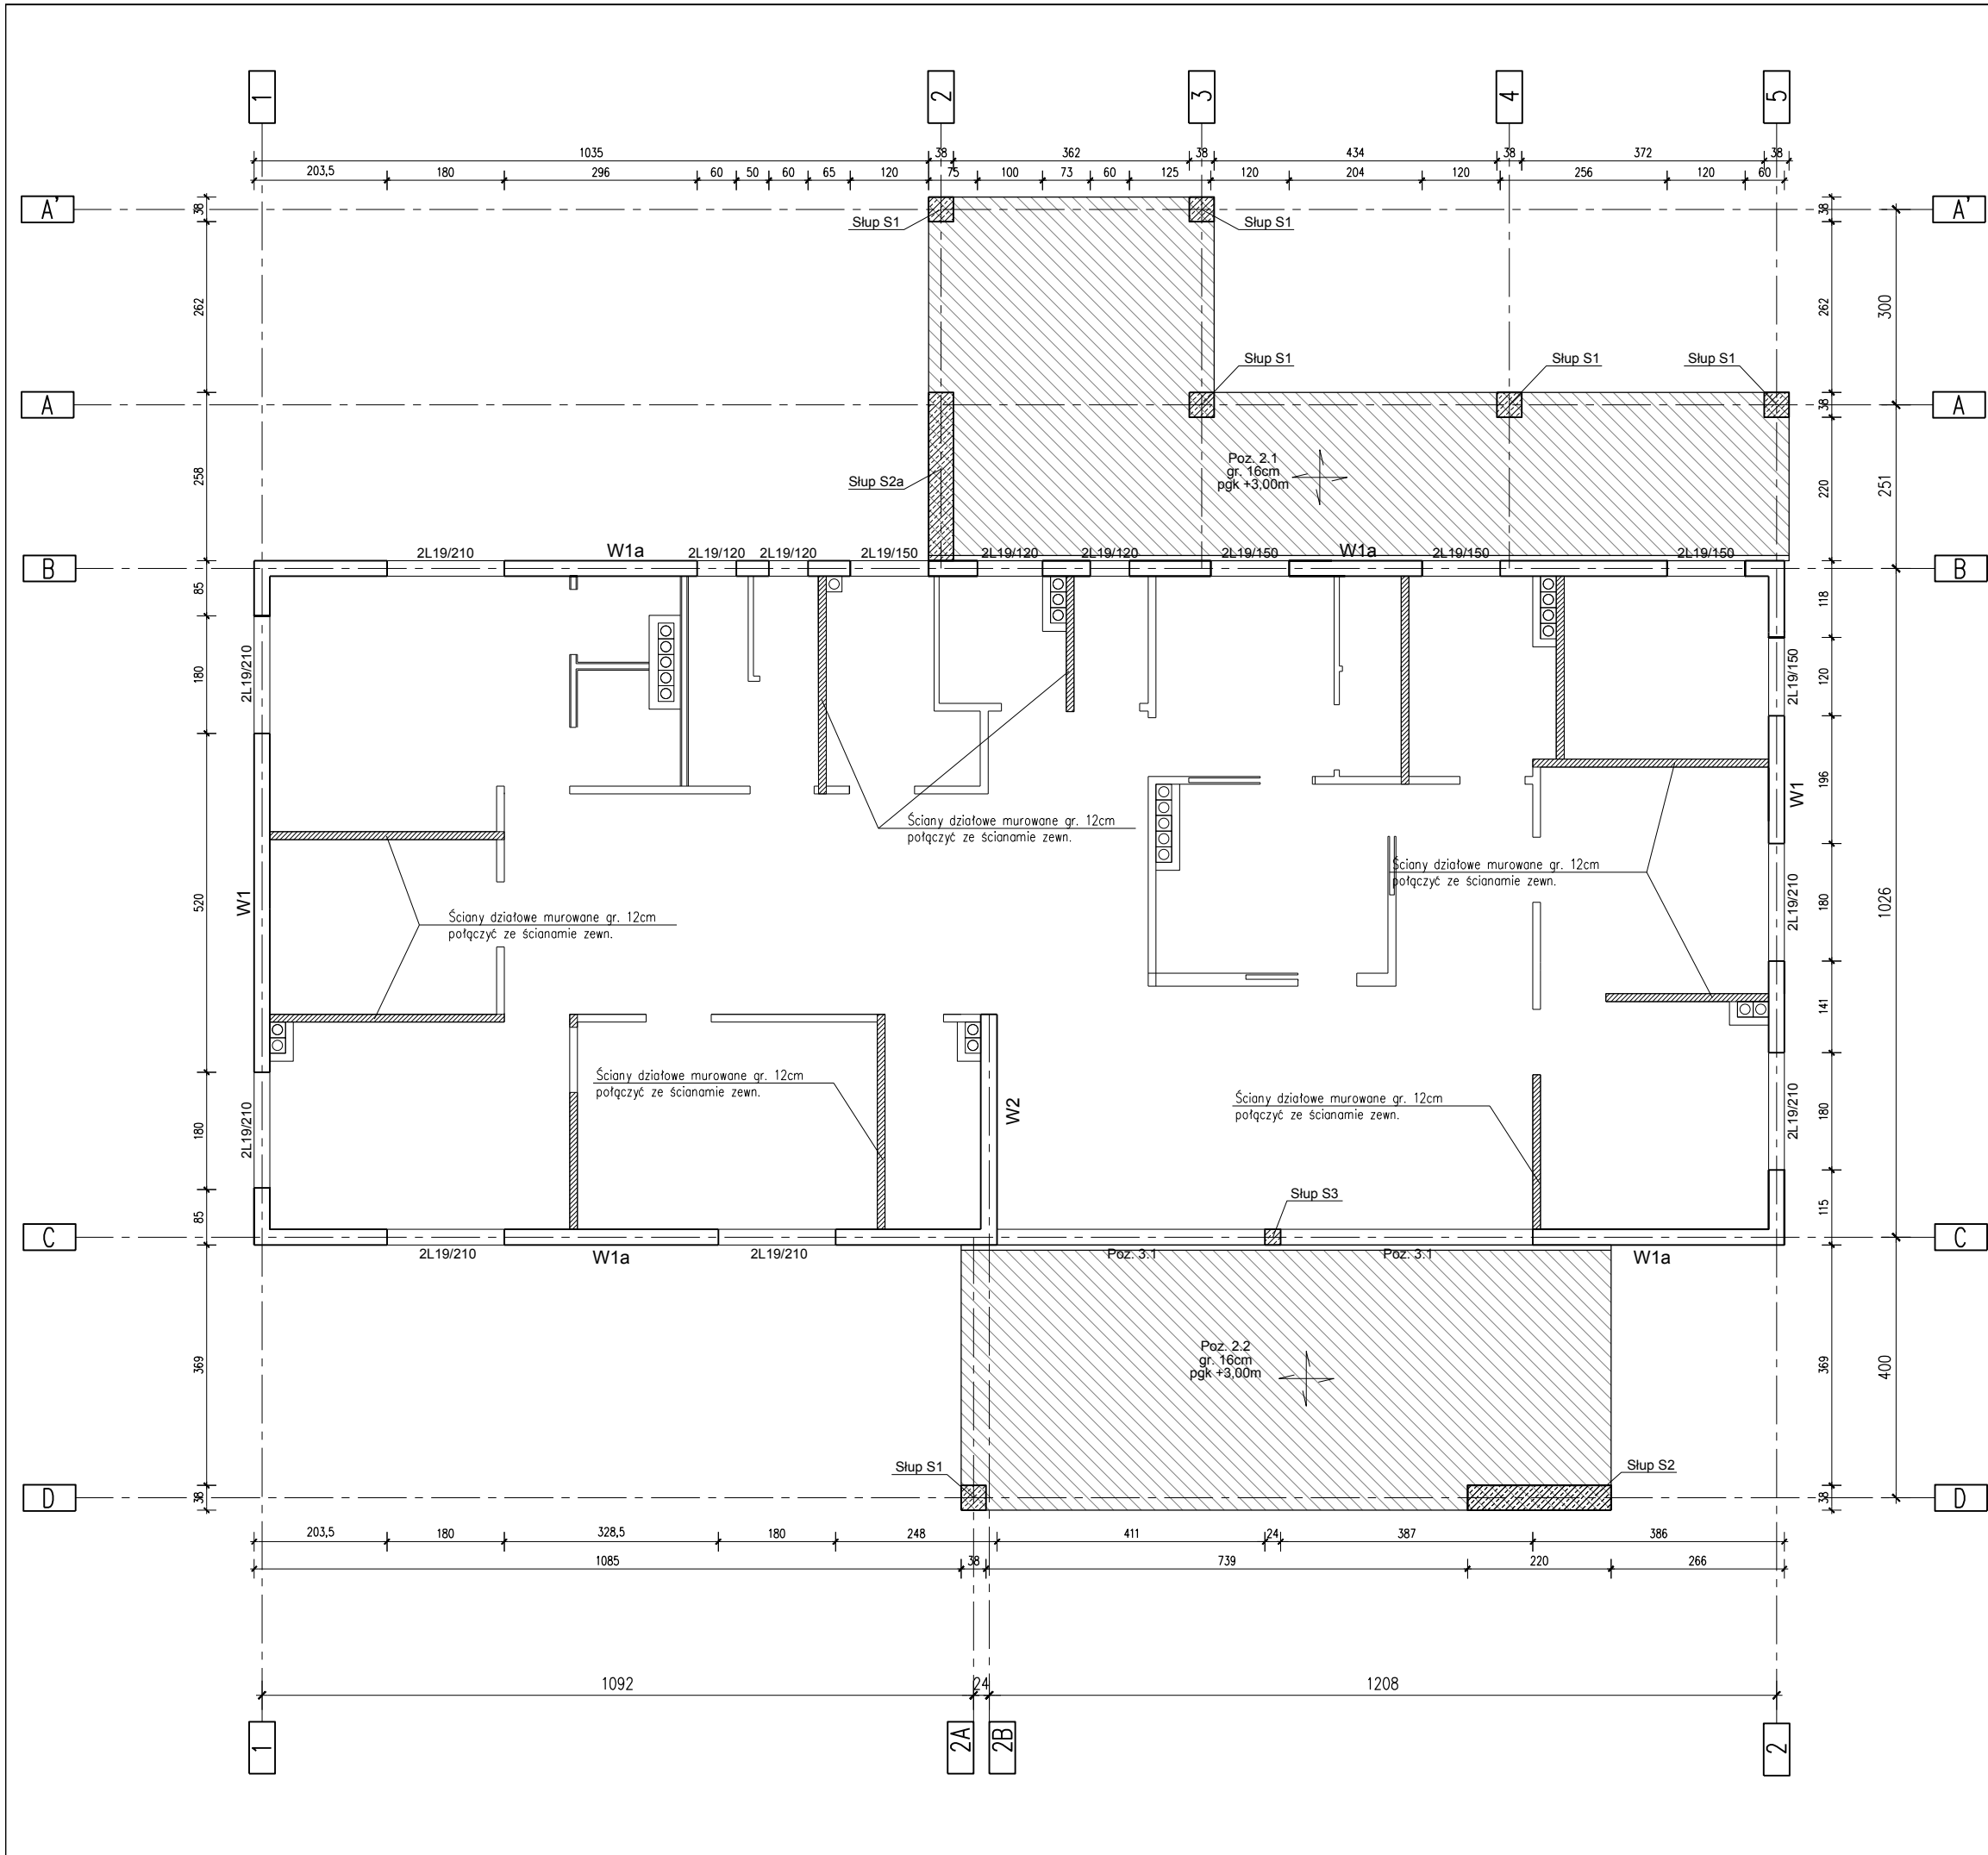 1
2
3
4
5
1035
38
362
38
434
38
372
38
203,5
180
296
60
50
60
65
120
75
100
73
60
125
120
204
120
256
120
60
A'
38
Słup S1
Słup S1
38
A'
262
262
300
Słup S1
Słup S1
Słup S1
A
38
A
258
Słup S2a
Poz. 2.1
gr. 16cm
pgk +3,00m
220
251
2L19/210
W1a
2L19/120
2L19/120
2L19/150
2L19/120
2L19/120
2L19/150
W1a
2L19/150
2L19/150
B
B
85
118
180
2L19/210
2L19/150
120
W1
196
Ściany działowe murowane gr. 12cm
połączyć ze ścianamie zewn.
Ściany działowe murowane gr. 12cm
połączyć ze ścianamie zewn.
520
W1
Ściany działowe murowane gr. 12cm
połączyć ze ścianamie zewn.
2L19/210
180
1026
141
Ściany działowe murowane gr. 12cm
połączyć ze ścianamie zewn.
W2
Ściany działowe murowane gr. 12cm
połączyć ze ścianamie zewn.
180
2L19/210
2L19/210
180
Słup S3
85
115
C
C
2L19/210
W1a
2L19/210
Poz. 3.1
Poz. 3.1
W1a
369
Poz. 2.2
gr. 16cm
pgk +3,00m
369
400
Słup S1
Słup S2
D
38
38
D
203,5
180
328,5
180
248
411
24
387
386
1085
38
739
220
266
1092
24
1208
1
2A
2B
2